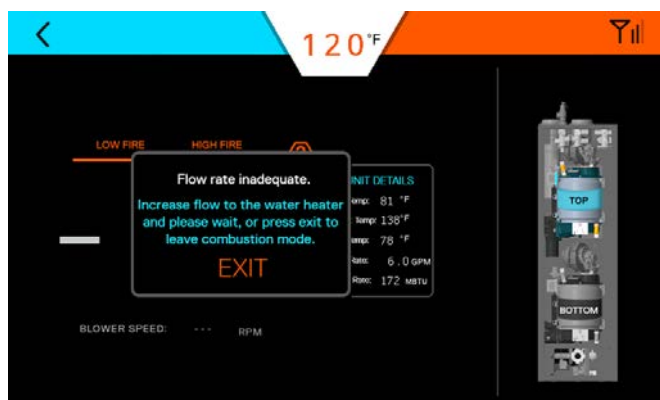 120°F
LOW FIRE HIGH FIRE
Flow rate inadequate.
Increase flow to the water heater
and please wait, or press exit to
leave combustion mode.
EXIT
UNIT DETAILS
81 °F
Temp: 138°F
78 °F
6.0 GPM
172 MBTU
BLOWER SPEED: --- RPM
TOP
BOTTOM